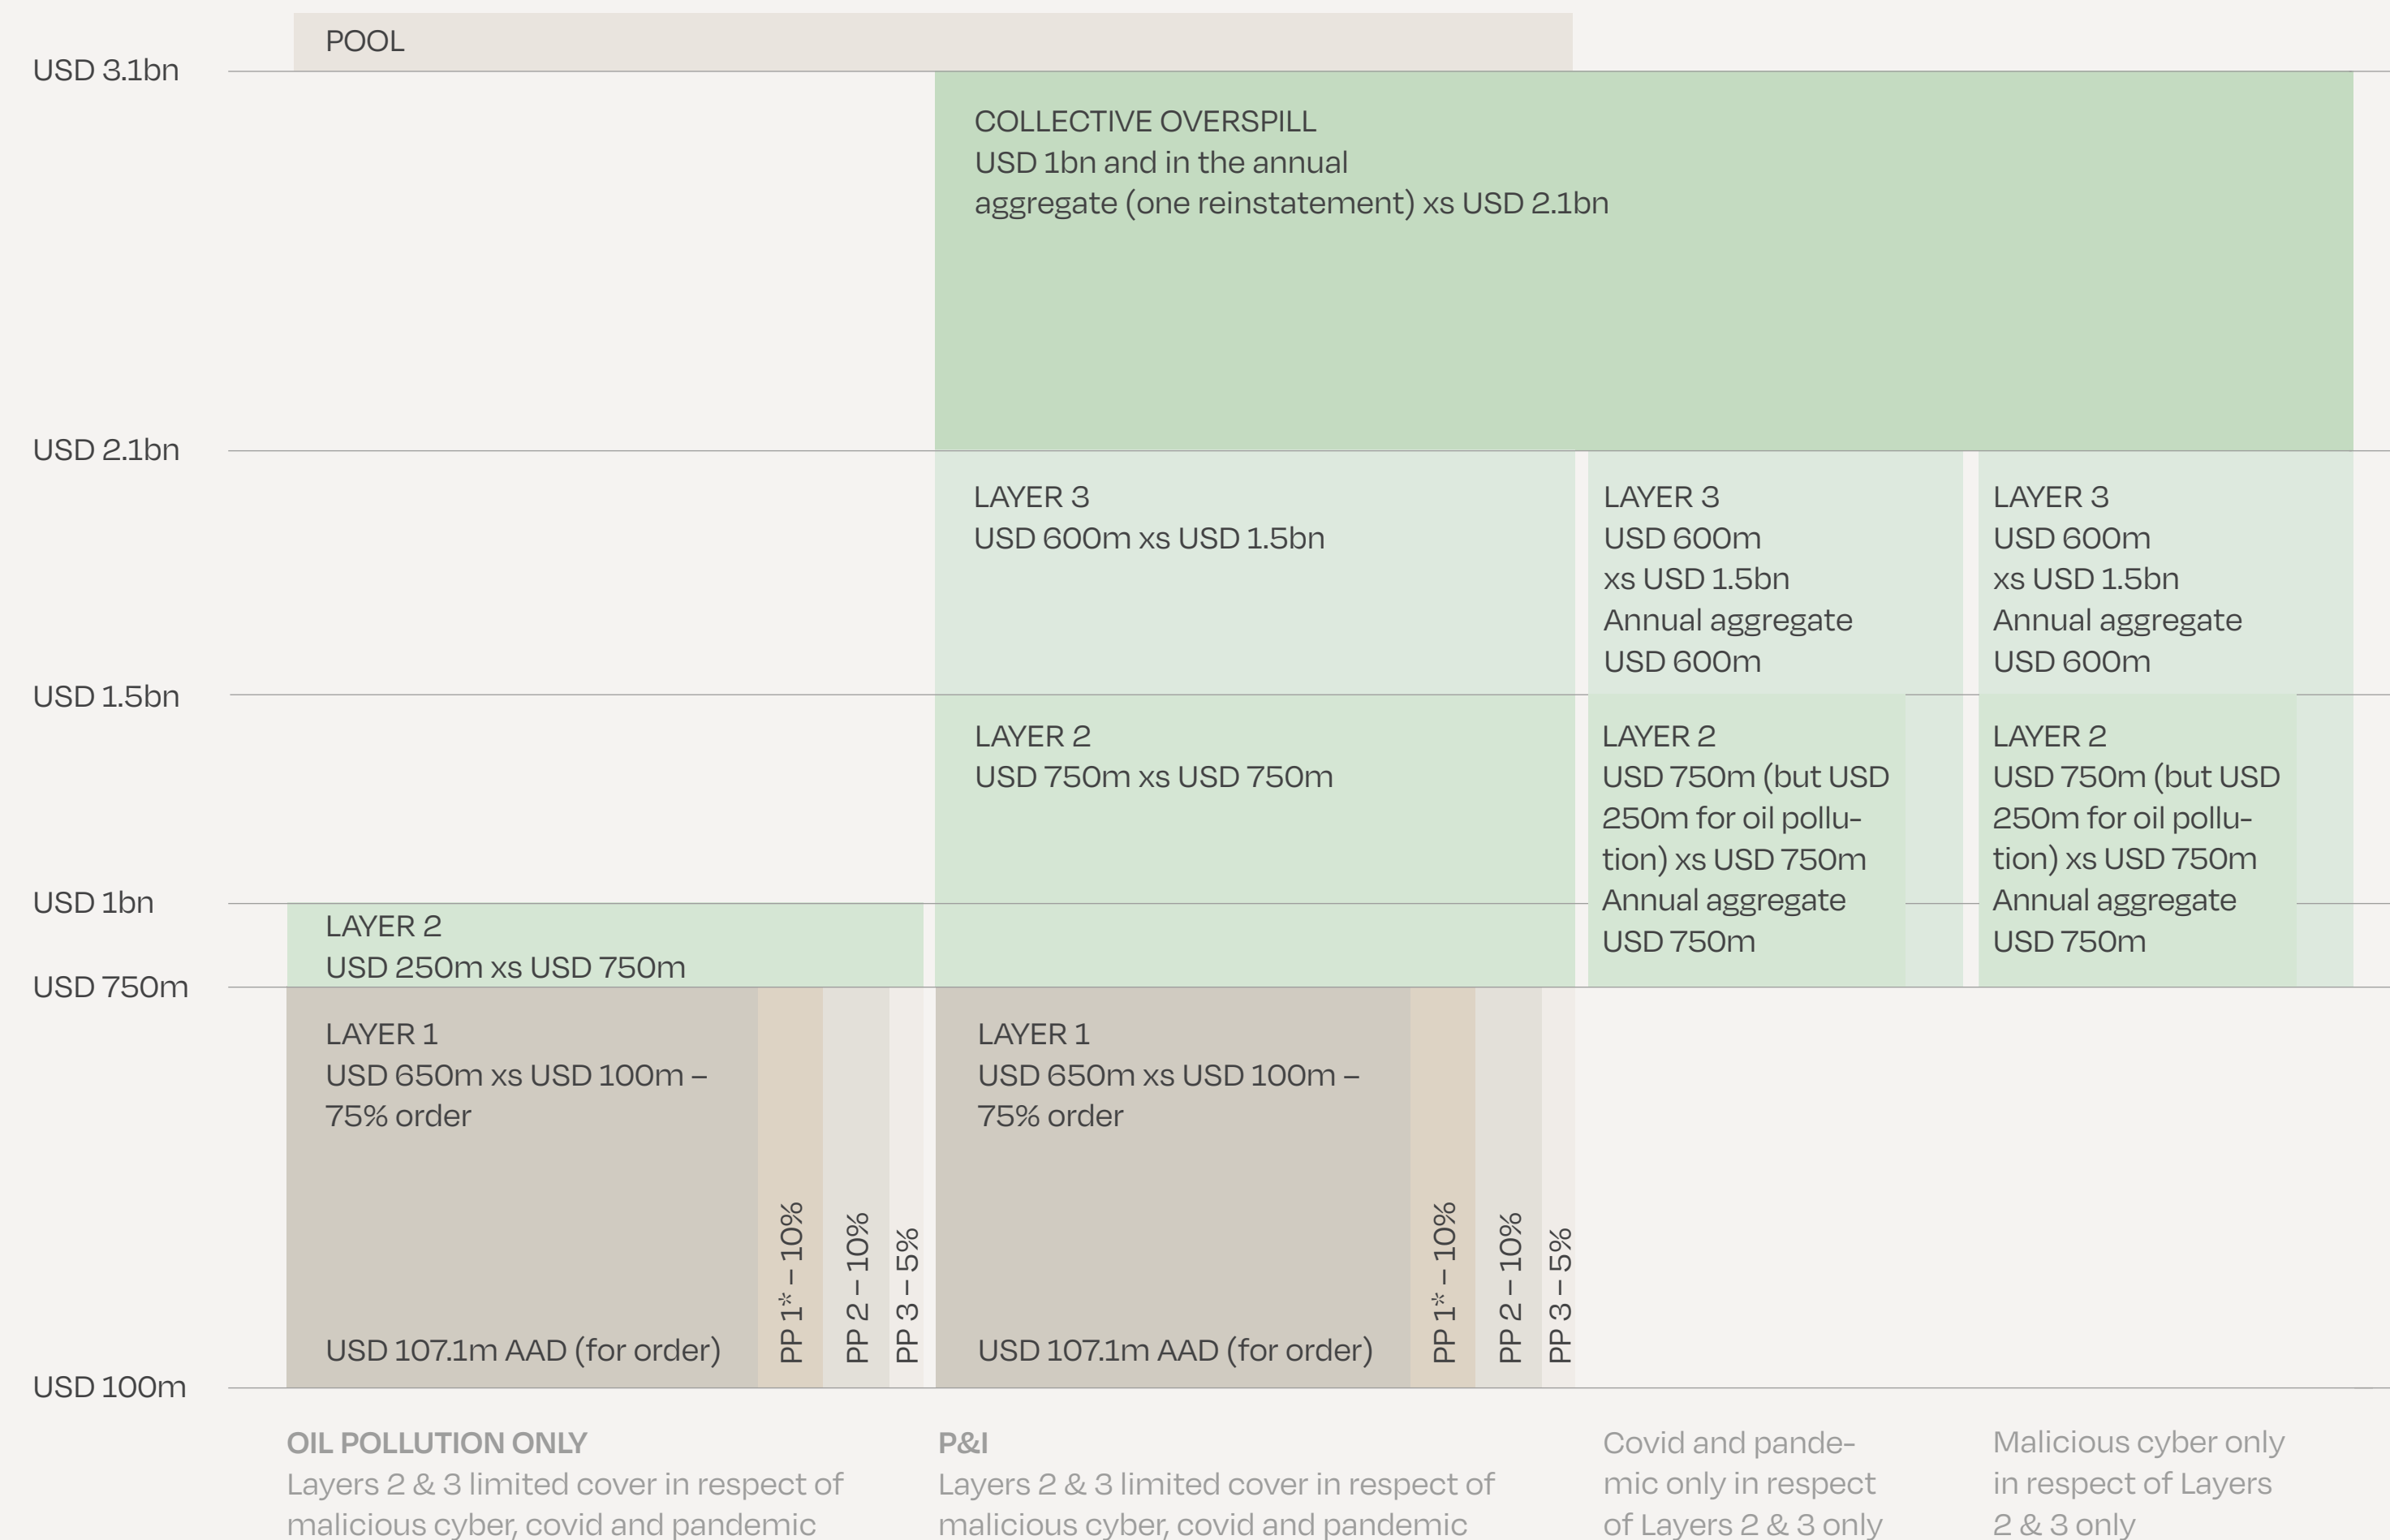 POOL
USD 3.1bn
COLLECTIVE OVERSPILL
USD 1bn and in the annual
aggregate (one reinstatement) xs USD 2.1bn
USD 2.1bn
LAYER 3
USD 600m xs USD 1.5bn
LAYER 3
USD 600m
xs USD 1.5bn
Annual aggregate
USD 600m
LAYER 3
USD 600m
xs USD 1.5bn
Annual aggregate
USD 600m
USD 1.5bn
LAYER 2
USD 750m xs USD 750m
LAYER 2
USD 750m (but USD
250m for oil pollu-
tion) xs USD 750m
Annual aggregate
USD 750m
LAYER 2
USD 750m (but USD
250m for oil pollu-
tion) xs USD 750m
Annual aggregate
USD 750m
USD 1bn
LAYER 2
USD 250m xs USD 750m
USD 750m
LAYER 1
USD 650m xs USD 100m –
75% order
USD 107.1m AAD (for order)
PP 1* – 10%
PP 2 – 10%
PP 3 – 5%
LAYER 1
USD 650m xs USD 100m –
75% order
USD 107.1m AAD (for order)
PP 1* – 10%
PP 2 – 10%
PP 3 – 5%
USD 100m
OIL POLLUTION ONLY
Layers 2 & 3 limited cover in respect of
malicious cyber, covid and pandemic
P&I
Layers 2 & 3 limited cover in respect of
malicious cyber, covid and pandemic
Covid and pande-
mic only in respect
of Layers 2 & 3 only
Malicious cyber only
in respect of Layers
2 & 3 only